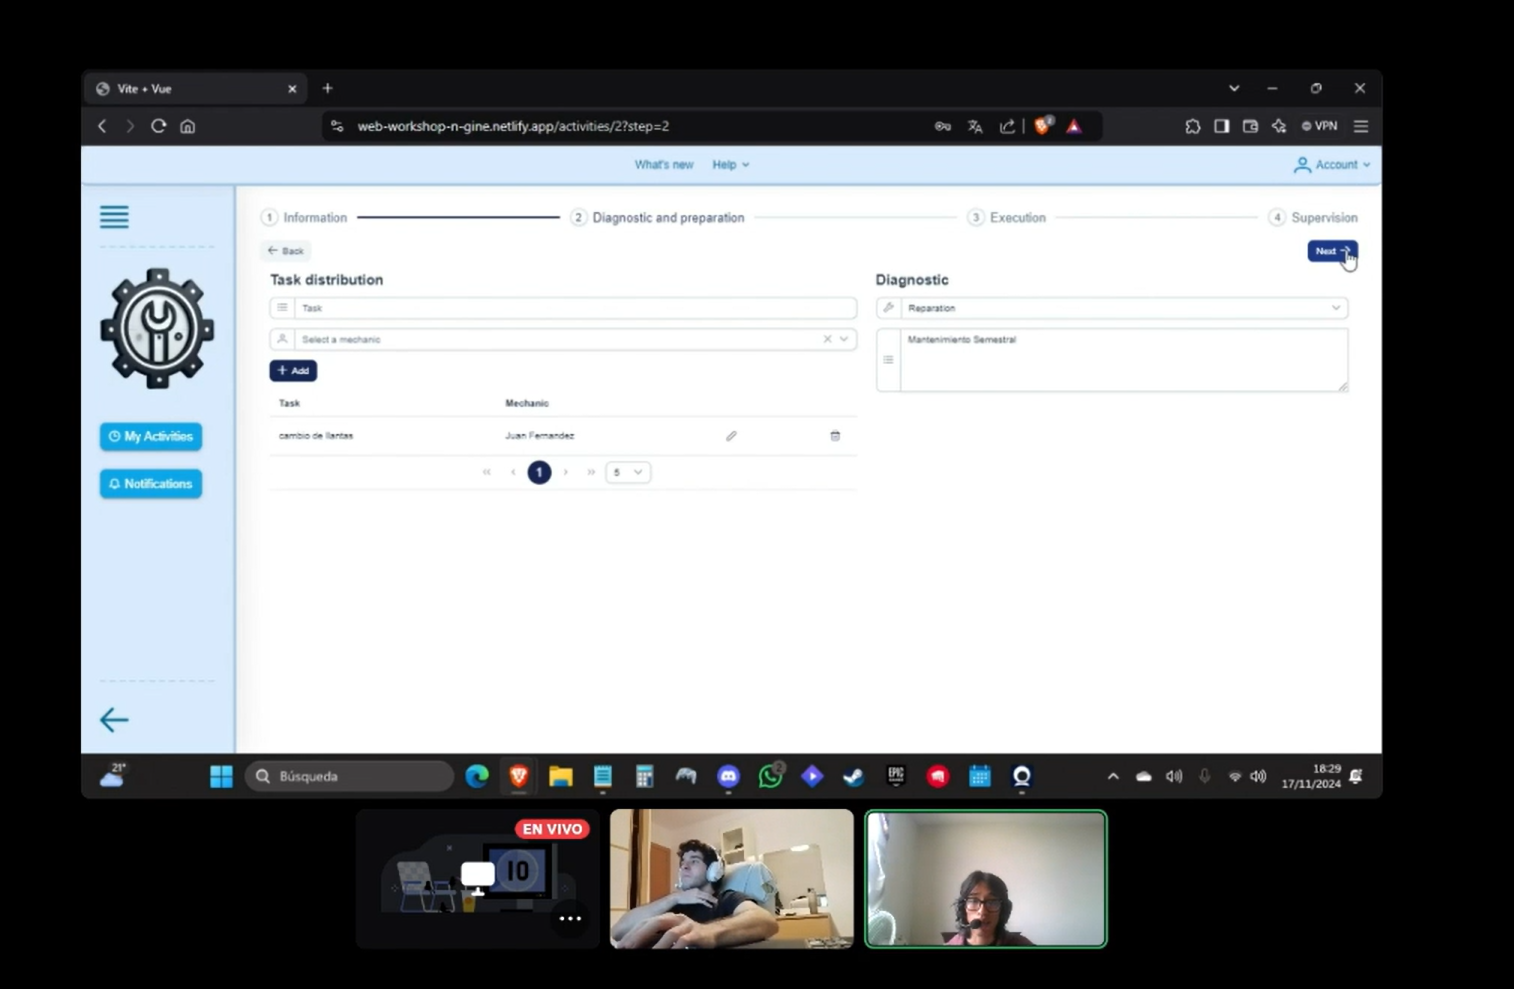 Vite + Vue
web-workshop-n-gine.netlify.app/activities/2?step=2
VPN
What's new Help
Account
1 Information 2 Diagnostic and preparation 3 Execution 4 Supervision
Back
Next
Task distribution
Diagnostic
Task
Reparation
Select a mechanic
Mantenimiento Semestral
+ Add
Task Mechanic
cambio de llantas Juan Fernandez
1 5
My Activities
Notifications
21°
Búsqueda
2
EPIC
18:29
17/11/2024
EN VIVO
10